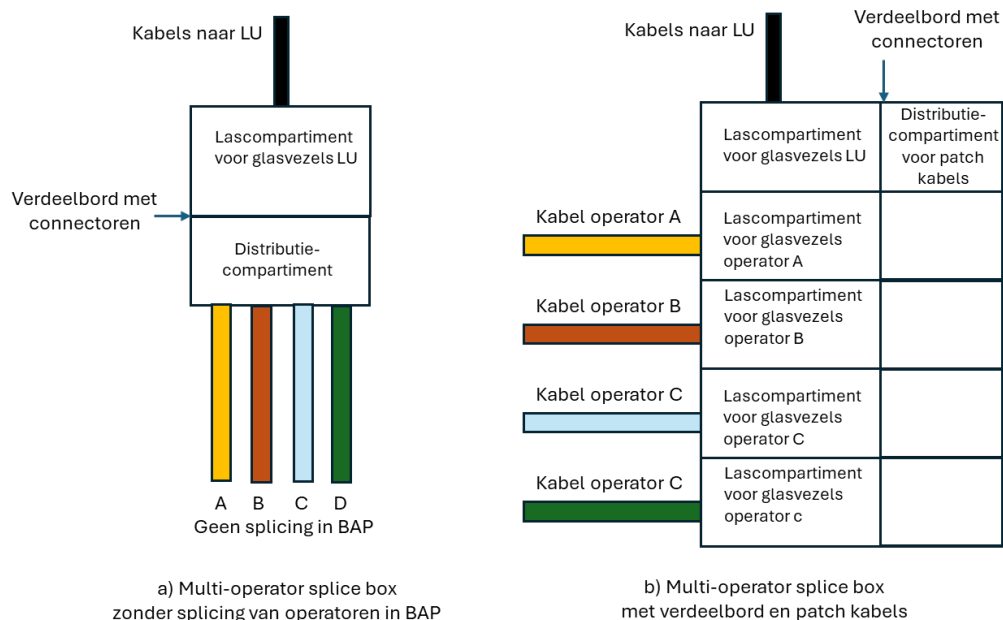 Kabels naar LU
Lascompartiment
voor glasvezels LU
Verdeelbord met
connectoren
Distributie-
compartiment
A B C D
Geen splicing in BAP
a) Multi-operator splice box
zonder splicing van operatoren in BAP
Verdeelbord met
connectoren
Kabels naar LU
Lascompartiment
voor glasvezels LU
Distributie-
compartiment
voor patch
kabels
Kabel operator A
Lascompartiment
voor glasvezels
operator A
Kabel operator B
Lascompartiment
voor glasvezels
operator B
Kabel operator C
Lascompartiment
voor glasvezels
operator C
Kabel operator C
Lascompartiment
voor glasvezels
operator c
b) Multi-operator splice box
met verdeelbord en patch kabels